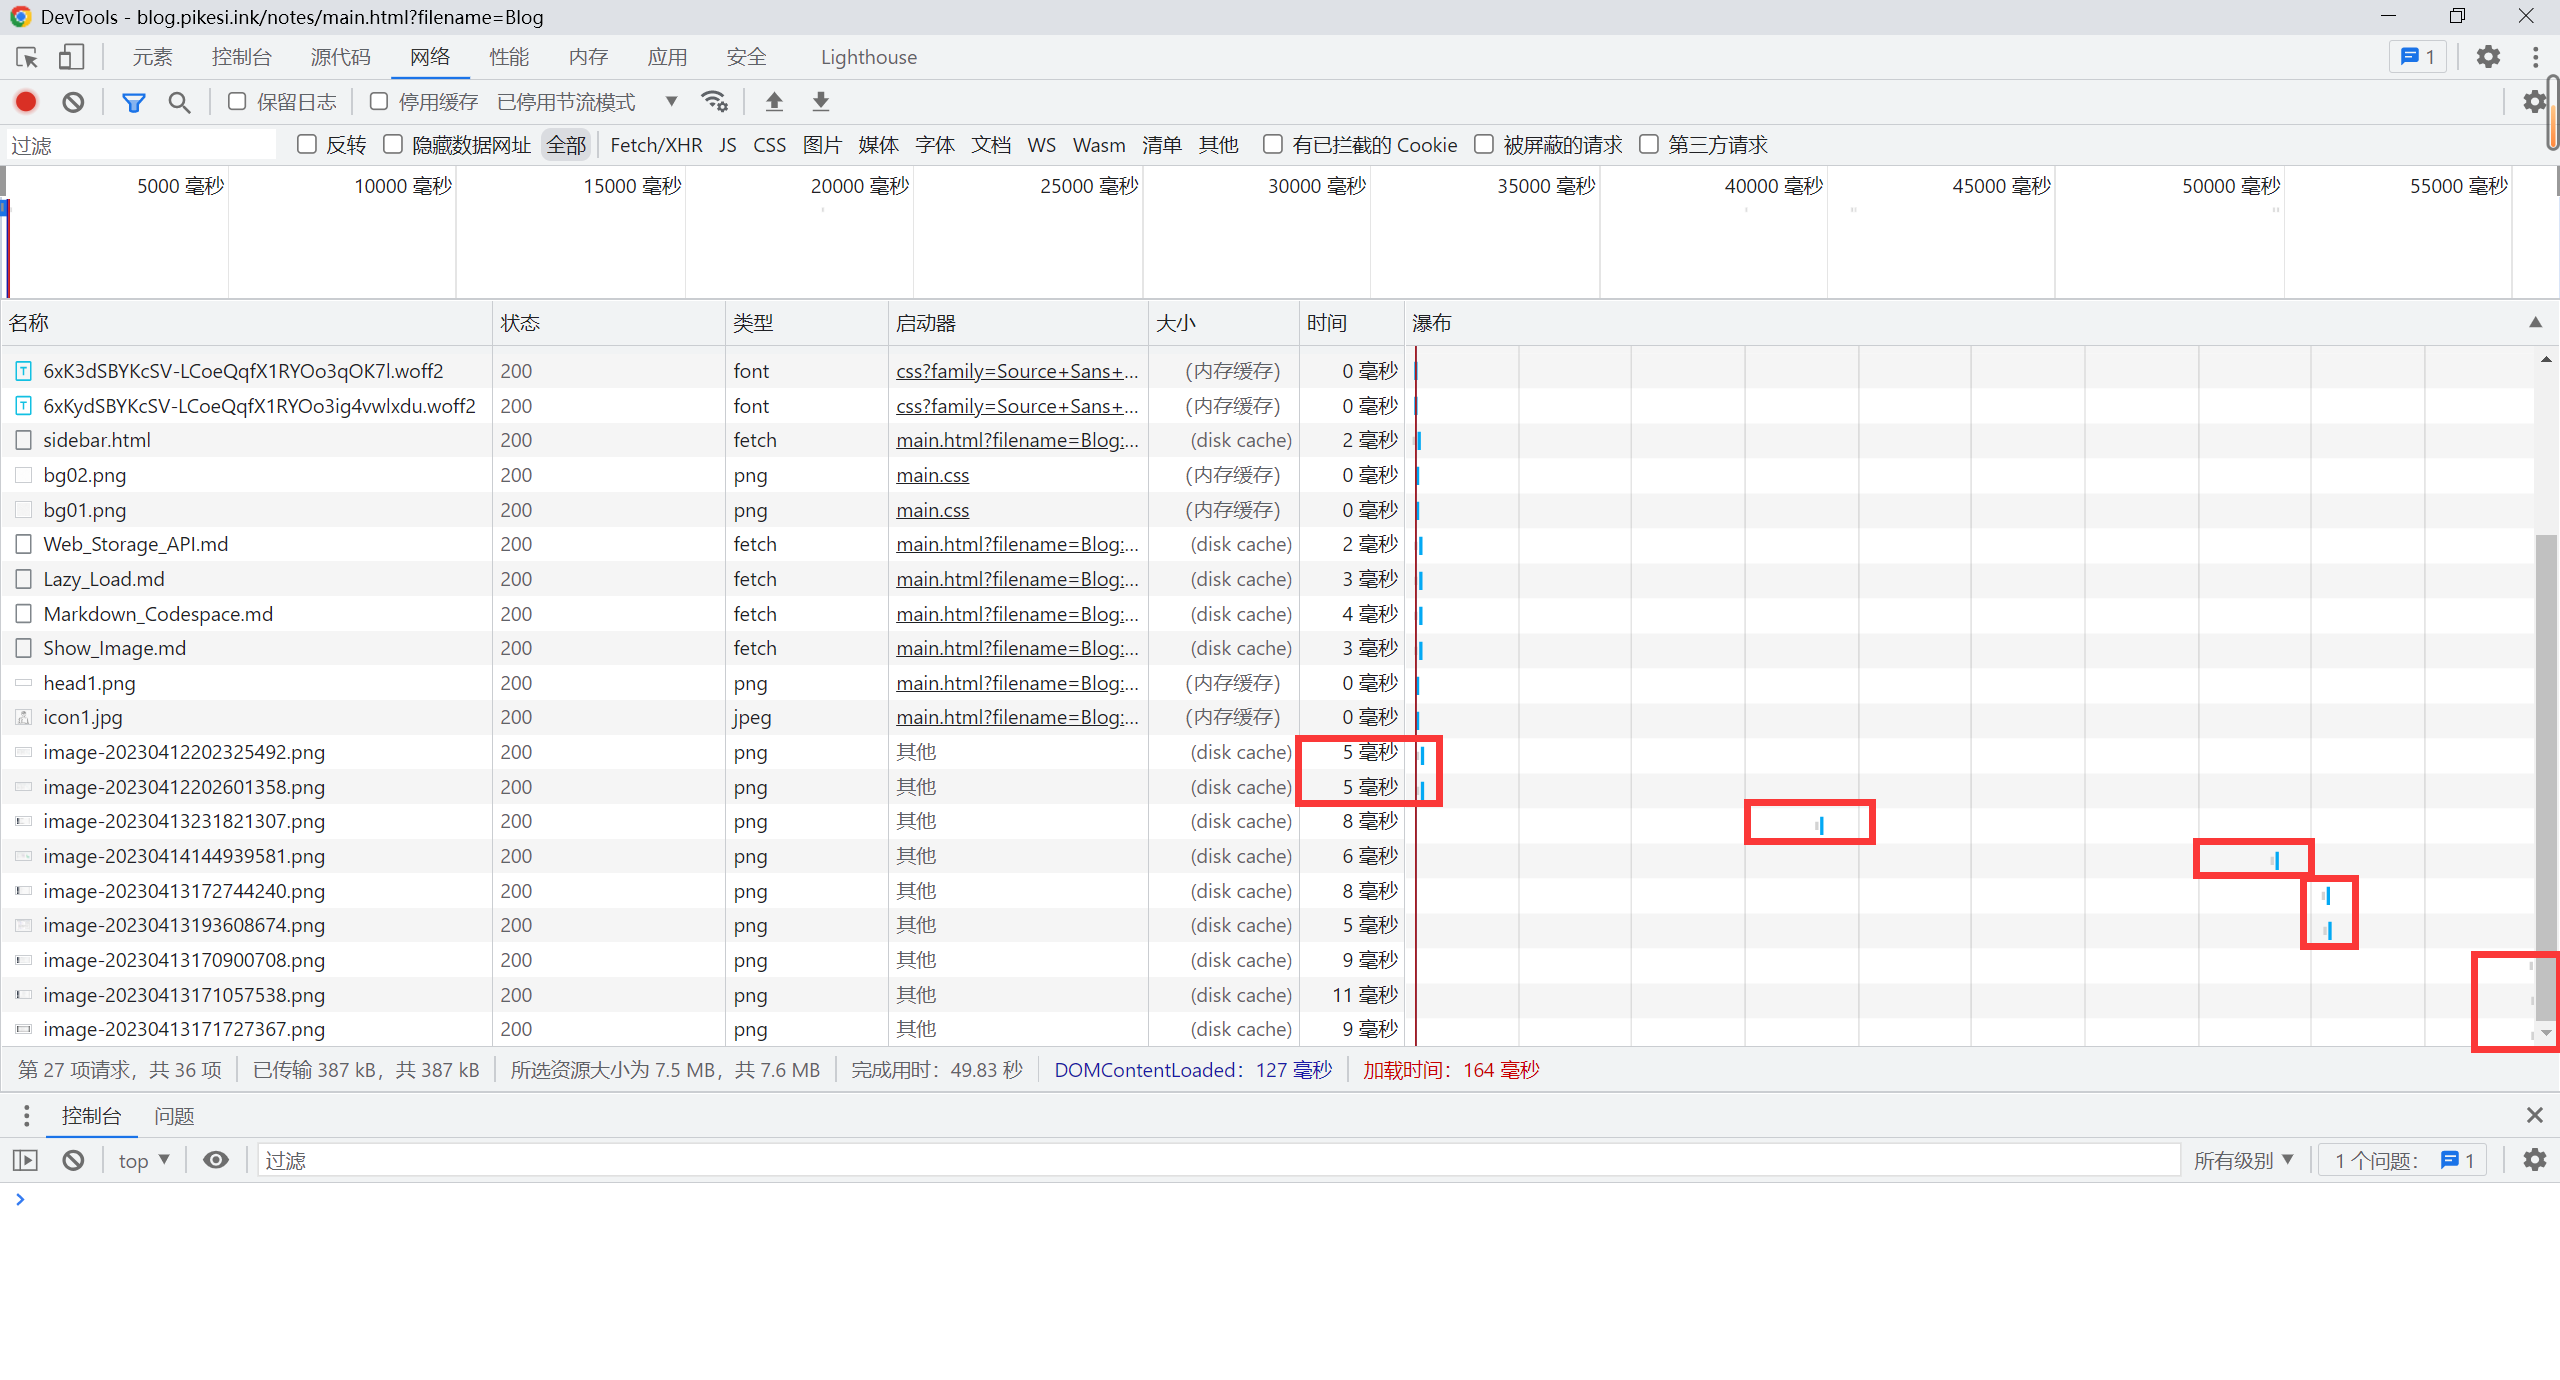 DevTools - blog.pikesi.ink/notes/main.html?filename=Blog
元素 控制台 源代码 网络 性能 内存 应用 安全 Lighthouse 1
保留日志 停用缓存 已停用节流模式
过滤 反转 隐藏数据网址 全部 Fetch/XHR JS CSS 图片 媒体 字体 文档 WS Wasm 清单 其他 有已拦截的 Cookie 被屏蔽的请求 第三方请求
5000 毫秒 10000 毫秒 15000 毫秒 20000 毫秒 25000 毫秒 30000 毫秒 35000 毫秒 40000 毫秒 45000 毫秒 50000 毫秒 55000 毫秒
名称 状态 类型 启动器 大小 时间 瀑布
6xK3dSBYKcSV-LCoeQqfX1RYOo3qOK7l.woff2 200 font css?family=Source+Sans+... (内存缓存) 0 毫秒
6xKydSBYKcSV-LCoeQqfX1RYOo3ig4vwlxdu.woff2 200 font css?family=Source+Sans+... (内存缓存) 0 毫秒
sidebar.html 200 fetch main.html?filename=Blog:... (disk cache) 2 毫秒
bg02.png 200 png main.css (内存缓存) 0 毫秒
bg01.png 200 png main.css (内存缓存) 0 毫秒
Web_Storage_API.md 200 fetch main.html?filename=Blog:... (disk cache) 2 毫秒
Lazy_Load.md 200 fetch main.html?filename=Blog:... (disk cache) 3 毫秒
Markdown_Codespace.md 200 fetch main.html?filename=Blog:... (disk cache) 4 毫秒
Show_Image.md 200 fetch main.html?filename=Blog:... (disk cache) 3 毫秒
head1.png 200 png main.html?filename=Blog:... (内存缓存) 0 毫秒
icon1.jpg 200 jpeg main.html?filename=Blog:... (内存缓存) 0 毫秒
image-20230412202325492.png 200 png 其他 (disk cache) 5 毫秒
image-20230412202601358.png 200 png 其他 (disk cache) 5 毫秒
image-20230413231821307.png 200 png 其他 (disk cache) 8 毫秒
image-20230414144939581.png 200 png 其他 (disk cache) 6 毫秒
image-20230413172744240.png 200 png 其他 (disk cache) 8 毫秒
image-20230413193608674.png 200 png 其他 (disk cache) 5 毫秒
image-20230413170900708.png 200 png 其他 (disk cache) 9 毫秒
image-20230413171057538.png 200 png 其他 (disk cache) 11 毫秒
image-20230413171727367.png 200 png 其他 (disk cache) 9 毫秒
第 27 项请求，共 36 项 已传输 387 kB，共 387 kB 所选资源大小为 7.5 MB，共 7.6 MB 完成用时：49.83 秒 DOMContentLoaded：127 毫秒 加载时间：164 毫秒
控制台 问题
top 过滤 所有级别 1 个问题： 1